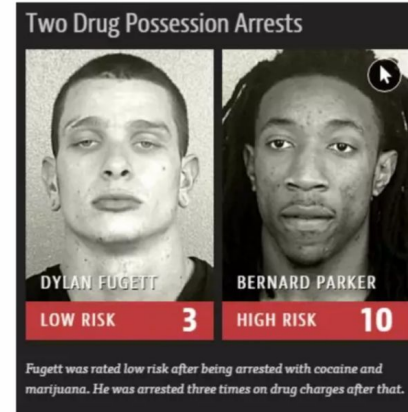 Two Drug Possession Arrests
DYLAN FUGETT
BERNARD PARKER
LOW RISK 3
HIGH RISK 10
Fugett was rated low risk after being arrested with cocaine and
marijuana. He was arrested three times on drug charges after that.